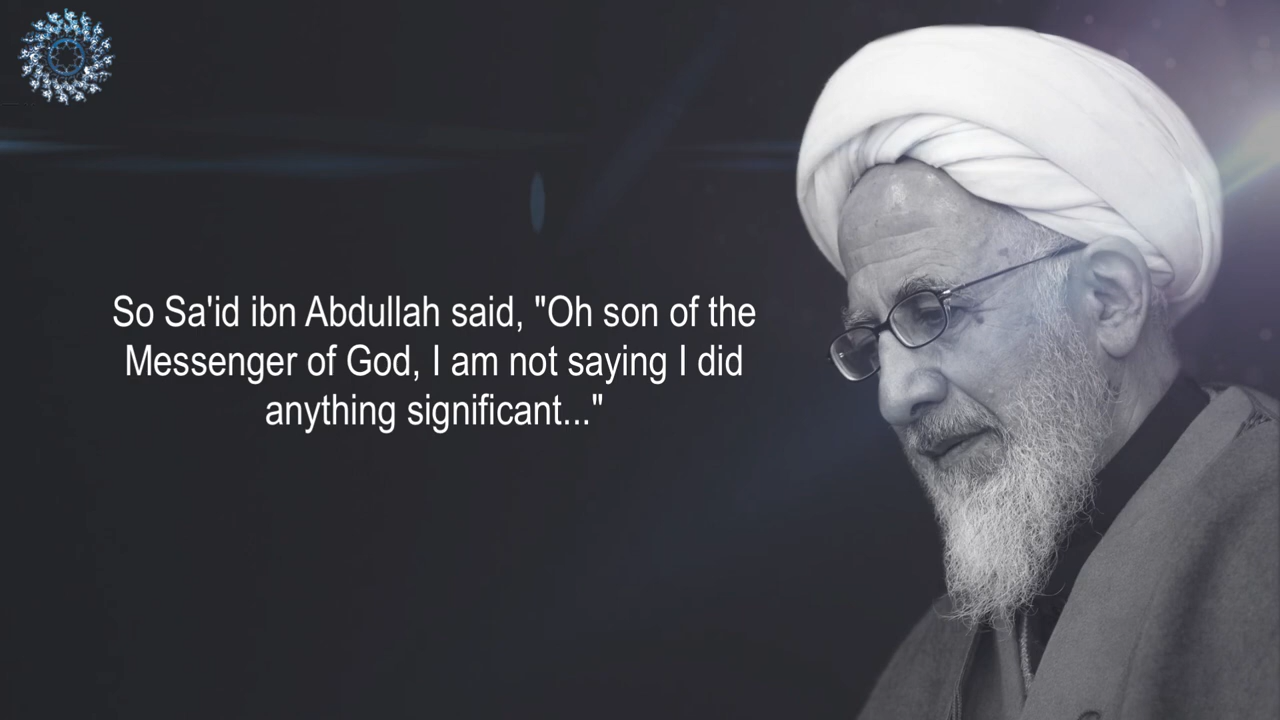 So Sa'id ibn Abdullah said, "Oh son of the
Messenger of God, I am not saying I did
anything significant..."